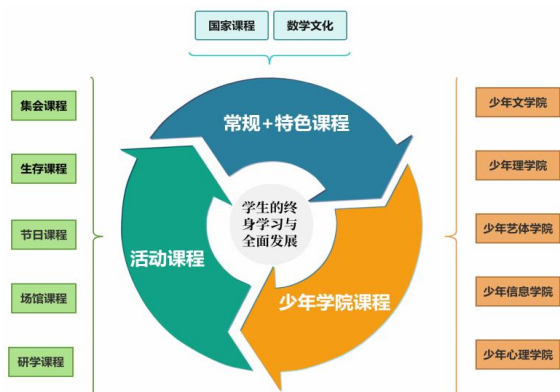 国家课程
数学文化
集会课程
生存课程
节日课程
场馆课程
研学课程
常规+特色课程
学生的终
身学习与
全面发展
活动课程
少年学院课程
少年文学院
少年理学院
少年艺体学院
少年信息学院
少年心理学院